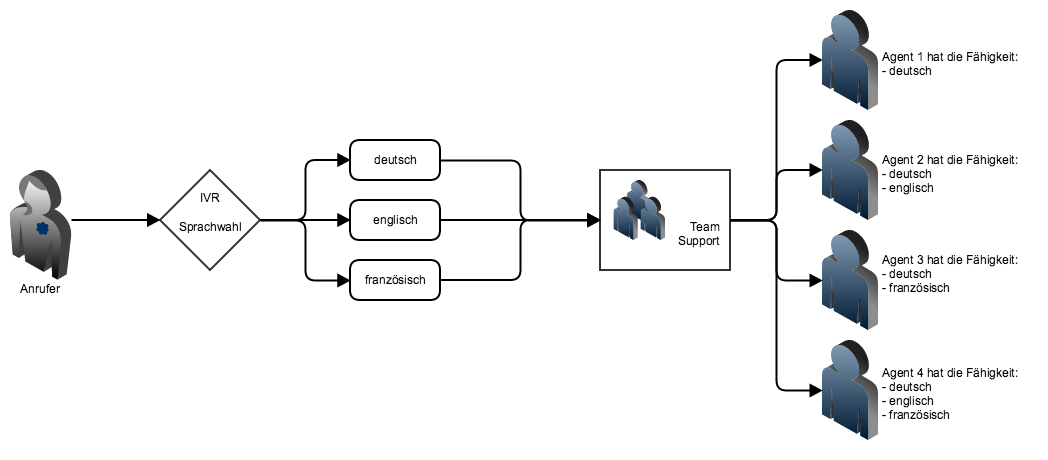 Anrufer
IVR
Sprachwahl
deutsch
englisch
französisch
Team
Support
Agent 1 hat die Fähigkeit:
- deutsch
Agent 2 hat die Fähigkeit:
- deutsch
- englisch
Agent 3 hat die Fähigkeit:
- deutsch
- französisch
Agent 4 hat die Fähigkeit:
- deutsch
- englisch
- französisch